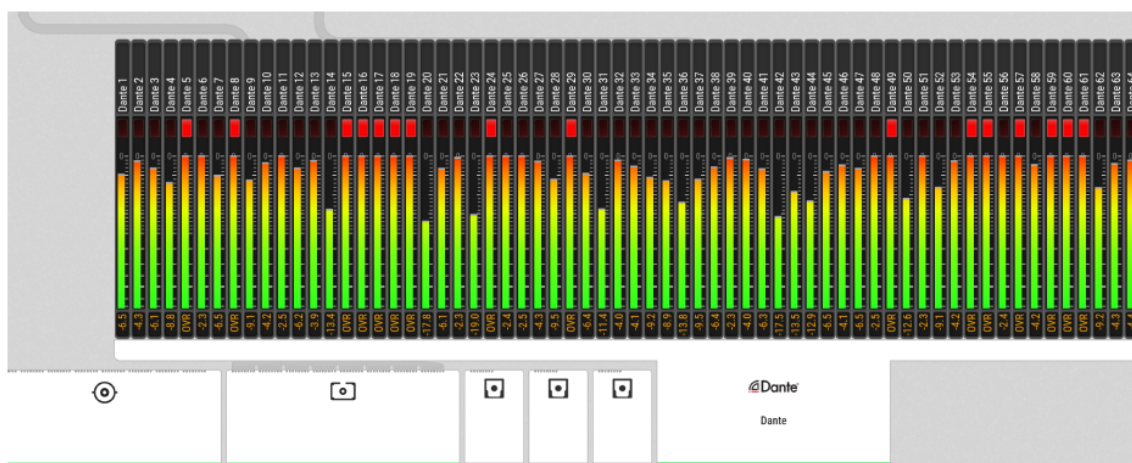 Dante 1
Dante 2
Dante 3
Dante 4
Dante 5
Dante 6
Dante 7
Dante 8
Dante 9
Dante 10
Dante 11
Dante 12
Dante 13
Dante 14
Dante 15
Dante 16
Dante 17
Dante 18
Dante 19
Dante 20
Dante 21
Dante 22
Dante 23
Dante 24
Dante 25
Dante 26
Dante 27
Dante 28
Dante 29
Dante 30
Dante 31
Dante 32
Dante 33
Dante 34
Dante 35
Dante 36
Dante 37
Dante 38
Dante 39
Dante 40
Dante 41
Dante 42
Dante 43
Dante 44
Dante 45
Dante 46
Dante 47
Dante 48
Dante 49
Dante 50
Dante 51
Dante 52
Dante 53
Dante 54
Dante 55
Dante 56
Dante 57
Dante 58
Dante 59
Dante 60
Dante 61
Dante 62
Dante 63
Dante 64
-6.5
-4.3
-6.1
-8.8
OVR
-2.3
-6.5
OVR
-9.1
-4.2
-2.5
-6.2
-3.9
-13.4
OVR
OVR
OVR
OVR
OVR
-17.8
-6.1
-2.3
-19.0
OVR
-2.4
-2.5
-4.3
-9.5
OVR
-6.4
-11.4
-4.0
-4.1
-9.2
-8.9
-13.8
-9.5
-6.4
-2.3
-4.0
-6.3
-17.5
-13.5
-12.9
-6.5
-4.1
-6.5
-2.5
OVR
-12.6
-2.3
-9.1
-4.2
OVR
OVR
-2.4
OVR
-4.2
OVR
OVR
OVR
-9.2
-4.3
Dante
Dante